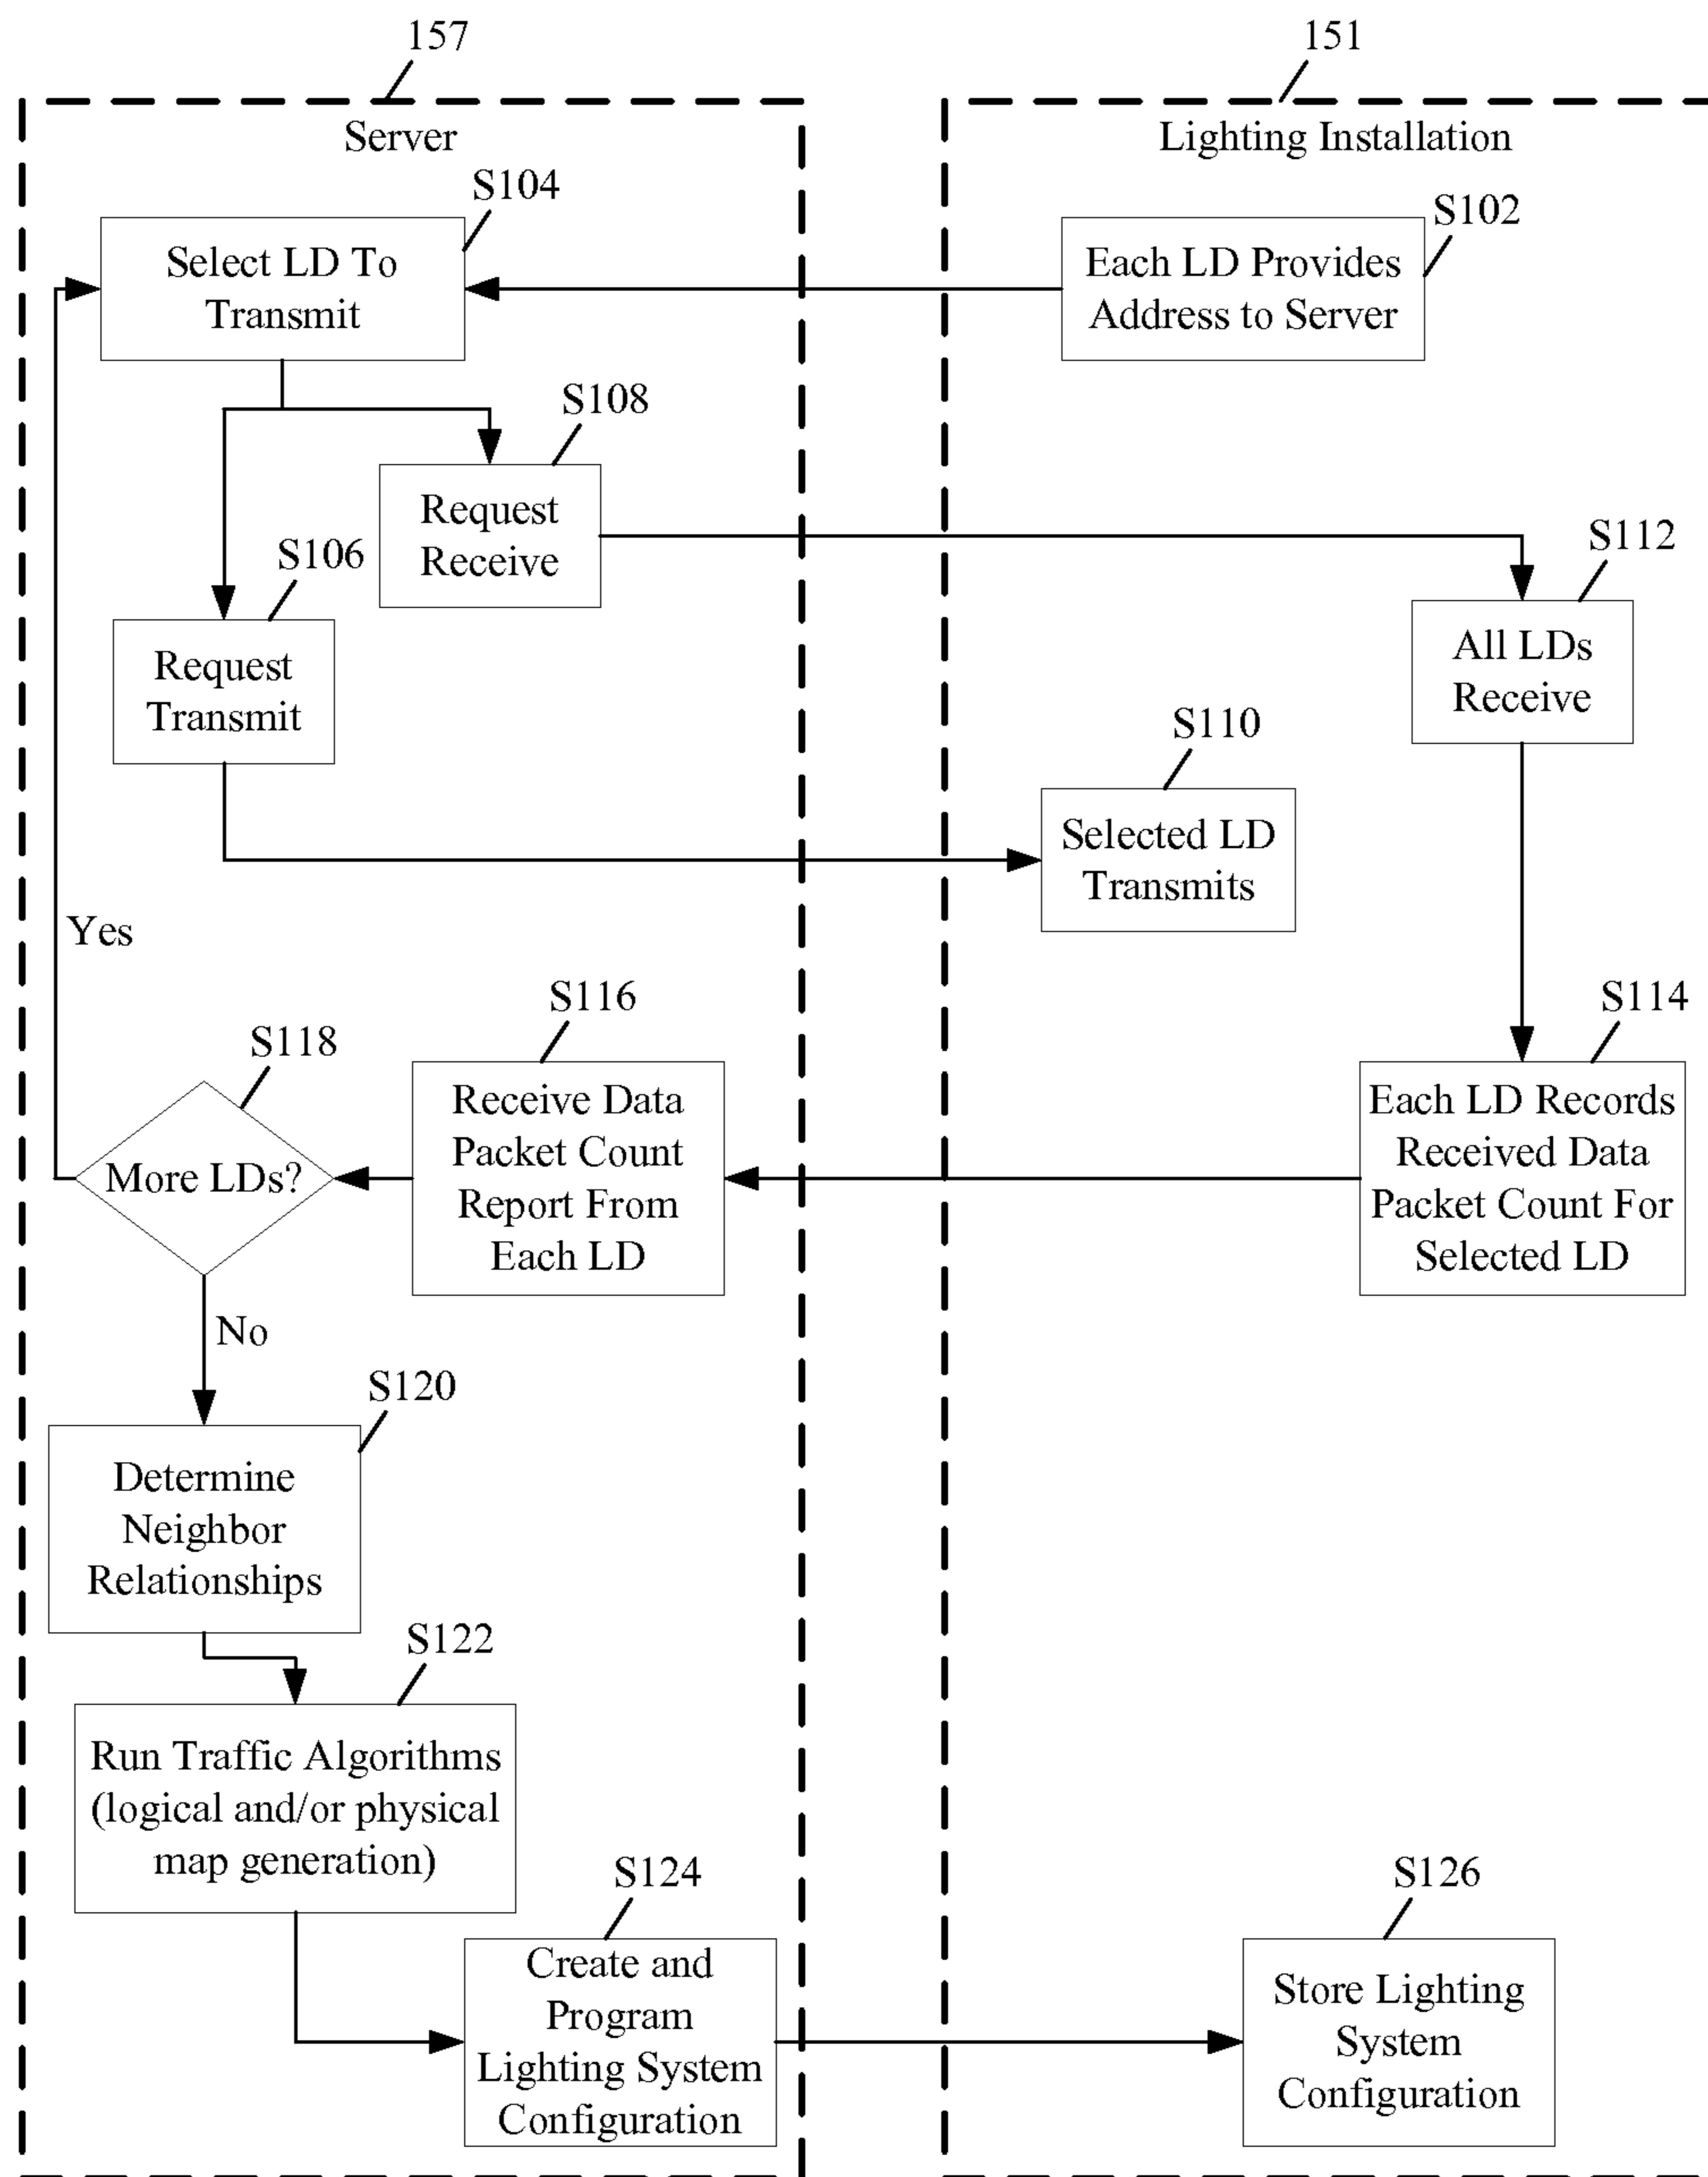 157
151
Server
Lighting Installation
S104
S102
Select LD To
Transmit
Each LD Provides
Address to Server
S108
Request
Receive
S112
All LDs
Receive
S106
Request
Transmit
S110
Selected LD
Transmits
Yes
S116
Receive Data
Packet Count
Report From
Each LD
S114
Each LD Records
Received Data
Packet Count For
Selected LD
S118
More LDs?
No
S120
Determine
Neighbor
Relationships
S122
Run Traffic Algorithms
(logical and/or physical
map generation)
S124
Create and
Program
Lighting System
Configuration
S126
Store Lighting
System
Configuration